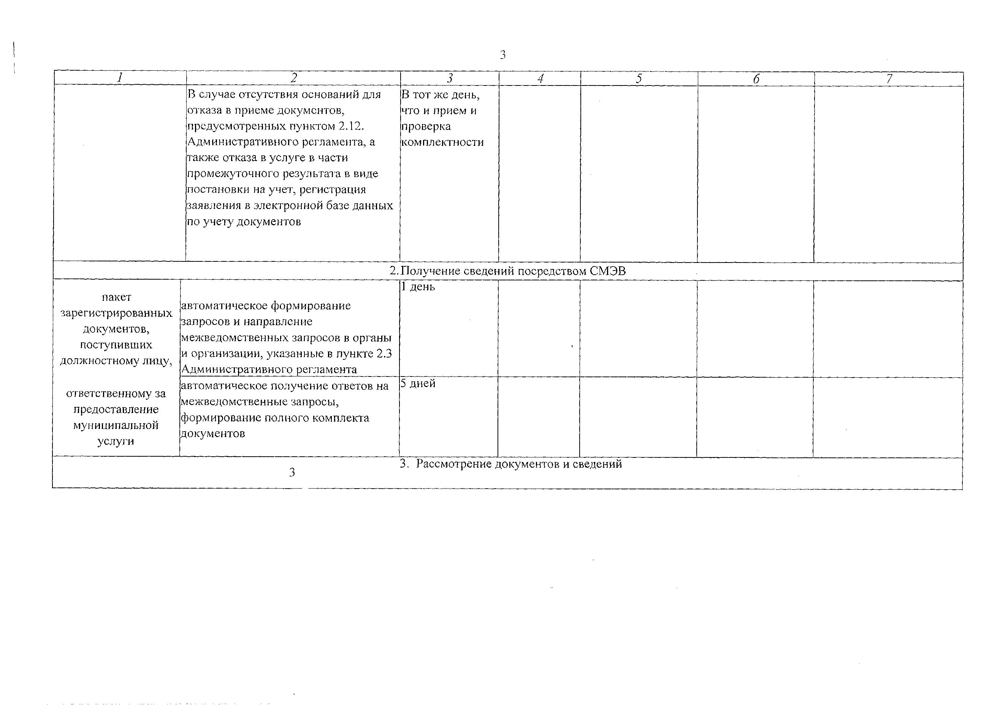 3
1 2 3 4 5 6 7
В случае отсутствия оснований для
отказа в приеме документов,
предусмотренных пунктом 2.12.
Административного регламента, а
также отказа в услуге в части
промежуточного результата в виде
постановки на учет, регистрация
заявления в электронной базе данных
по учету документов
В тот же день,
что и прием и
проверка
комплектности
2.Получение сведений посредством СМЭВ
пакет
зарегистрированных
документов,
поступивших
должностному лицу,
ответственному за
предоставление
муниципальной
услуги
автоматическое формирование
запросов и направление
межведомственных запросов в органы
и организации, указанные в пункте 2.3
Административного регламента
1 день
автоматическое получение ответов на
межведомственные запросы,
формирование полного комплекта
документов
5 дней
3. Рассмотрение документов и сведений
3